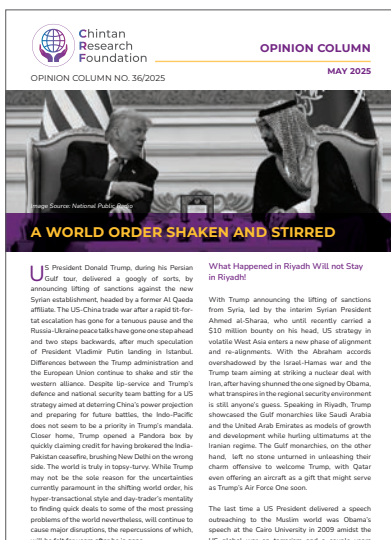 Chintan
Research
Foundation
OPINION COLUMN
MAY 2025
OPINION COLUMN NO. 36/2025
Image Source: National Public Radio
A WORLD ORDER SHAKEN AND STIRRED
US President Donald Trump, during his Persian
Gulf tour, delivered a googly of sorts, by
announcing lifting of sanctions against the new
Syrian establishment, headed by a former Al Qaeda
affiliate. The US-China trade war after a rapid tit-for-
tat escalation has gone for a tenuous pause and the
Russia-Ukraine peace talks have gone one step ahead
and two steps backwards, after much speculation
of President Vladimir Putin landing in Istanbul.
Differences between the Trump administration and
the European Union continue to shake and stir the
western alliance. Despite lip-service and Trump's
defence and national security team batting for a US
strategy aimed at deterring China's power projection
and preparing for future battles, the Indo-Pacific
does not seem to be a priority in Trump's mandala.
Closer home, Trump opened a Pandora box by
quickly claiming credit for having brokered the India-
Pakistan ceasefire, brushing New Delhi on the wrong
side. The world is truly in topsy-turvy. While Trump
may not be the sole reason for the uncertainties
currently paramount in the shifting world order, his
hyper-transactional style and day-trader's mentality
to finding quick deals to some of the most pressing
problems of the world nevertheless, will continue to
cause major disruptions, the repercussions of which,
will be felt for years after he is gone.
What Happened in Riyadh Will not Stay
in Riyadh!
With Trump announcing the lifting of sanctions
from Syria, led by the interim Syrian President
Ahmed al-Sharaa, who until recently carried a
$10 million bounty on his head, US strategy in
volatile West Asia enters a new phase of alignment
and re-alignments. With the Abraham accords
overshadowed by the Israel-Hamas war and the
Trump team aiming at striking a nuclear deal with
Iran, after having shunned the one signed by Obama,
what transpires in the regional security environment
is still anyone's guess. Speaking in Riyadh, Trump
showcased the Gulf monarchies like Saudi Arabia
and the United Arab Emirates as models of growth
and development while hurling ultimatums at the
Iranian regime. The Gulf monarchies, on the other
hand, left no stone unturned in unleashing their
charm offensive to welcome Trump, with Qatar
even offering an aircraft as a gift that might serve
as Trump's Air Force One soon.
The last time a US President delivered a speech
outreaching to the Muslim world was Obama's
speech at the Cairo University in 2009 amidst the